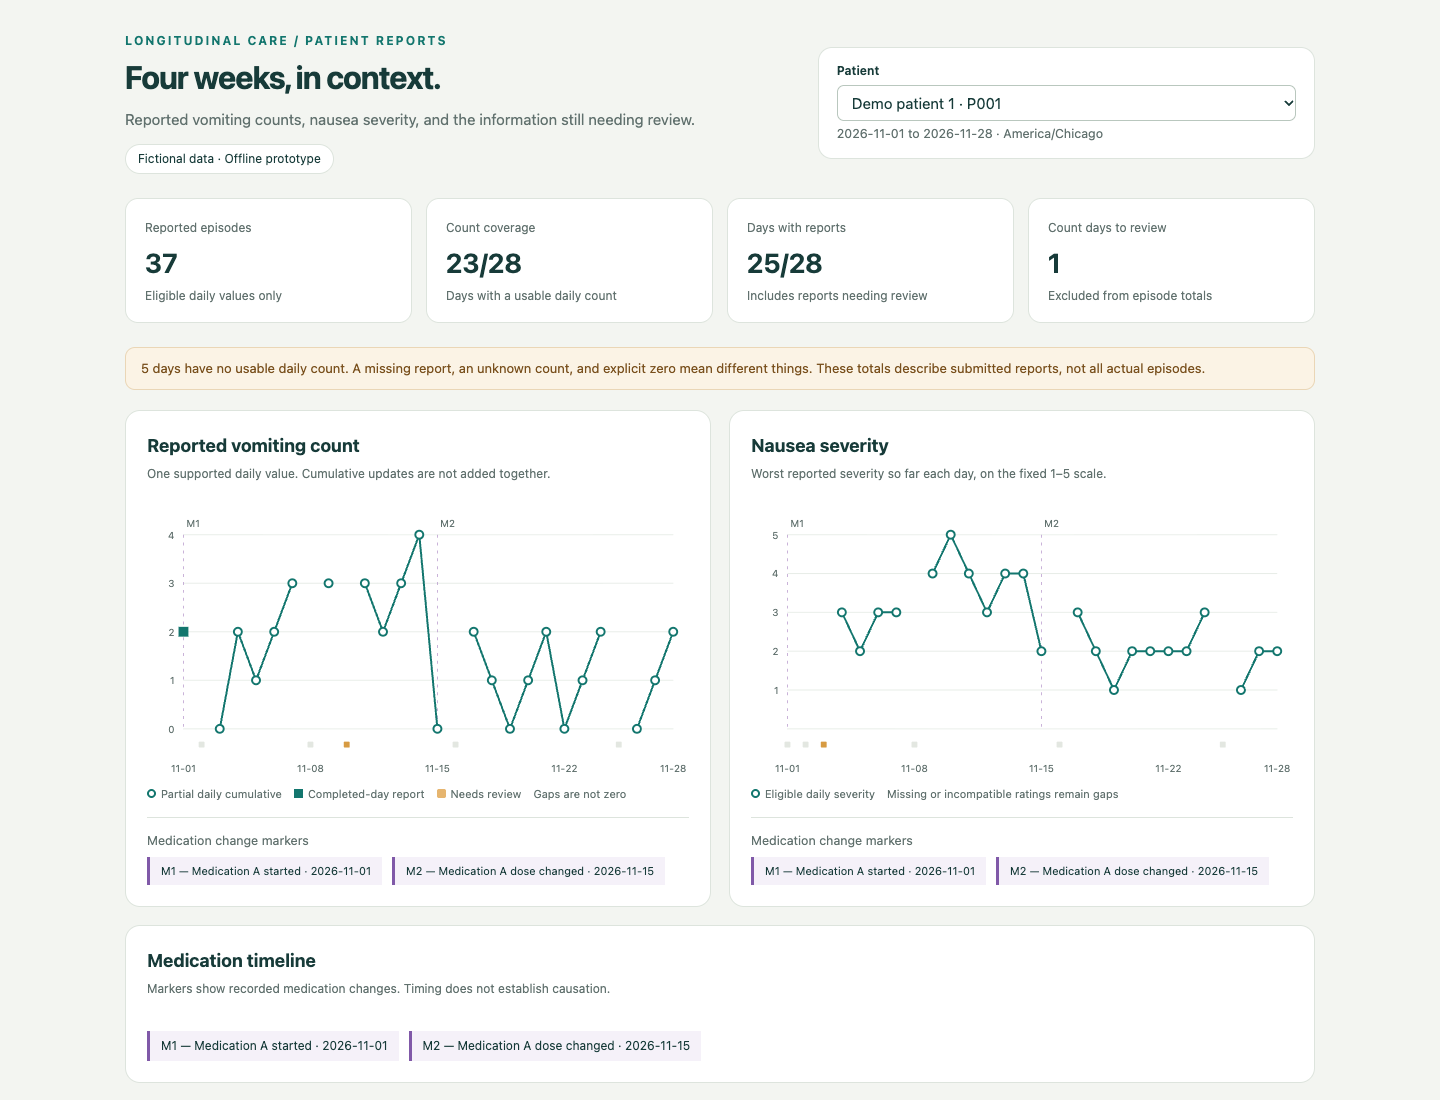 LONGITUDINAL CARE / PATIENT REPORTS
Four weeks, in context.
Reported vomiting counts, nausea severity, and the information still needing review.
Fictional data · Offline prototype
Patient
Demo patient 1 · P001
2026-11-01 to 2026-11-28 · America/Chicago
Reported episodes
37
Eligible daily values only
Count coverage
23/28
Days with a usable daily count
Days with reports
25/28
Includes reports needing review
Count days to review
1
Excluded from episode totals
5 days have no usable daily count. A missing report, an unknown count, and explicit zero mean different things. These totals describe submitted reports, not all actual episodes.
Reported vomiting count
One supported daily value. Cumulative updates are not added together.
M1 M2
4
3
2
1
0
11-01 11-08 11-15 11-22 11-28
Partial daily cumulative Completed-day report Needs review Gaps are not zero
Medication change markers
M1 — Medication A started · 2026-11-01 M2 — Medication A dose changed · 2026-11-15
Nausea severity
Worst reported severity so far each day, on the fixed 1–5 scale.
M1 M2
5
4
3
2
1
11-01 11-08 11-15 11-22 11-28
Eligible daily severity Missing or incompatible ratings remain gaps
Medication change markers
M1 — Medication A started · 2026-11-01 M2 — Medication A dose changed · 2026-11-15
Medication timeline
Markers show recorded medication changes. Timing does not establish causation.
M1 — Medication A started · 2026-11-01 M2 — Medication A dose changed · 2026-11-15